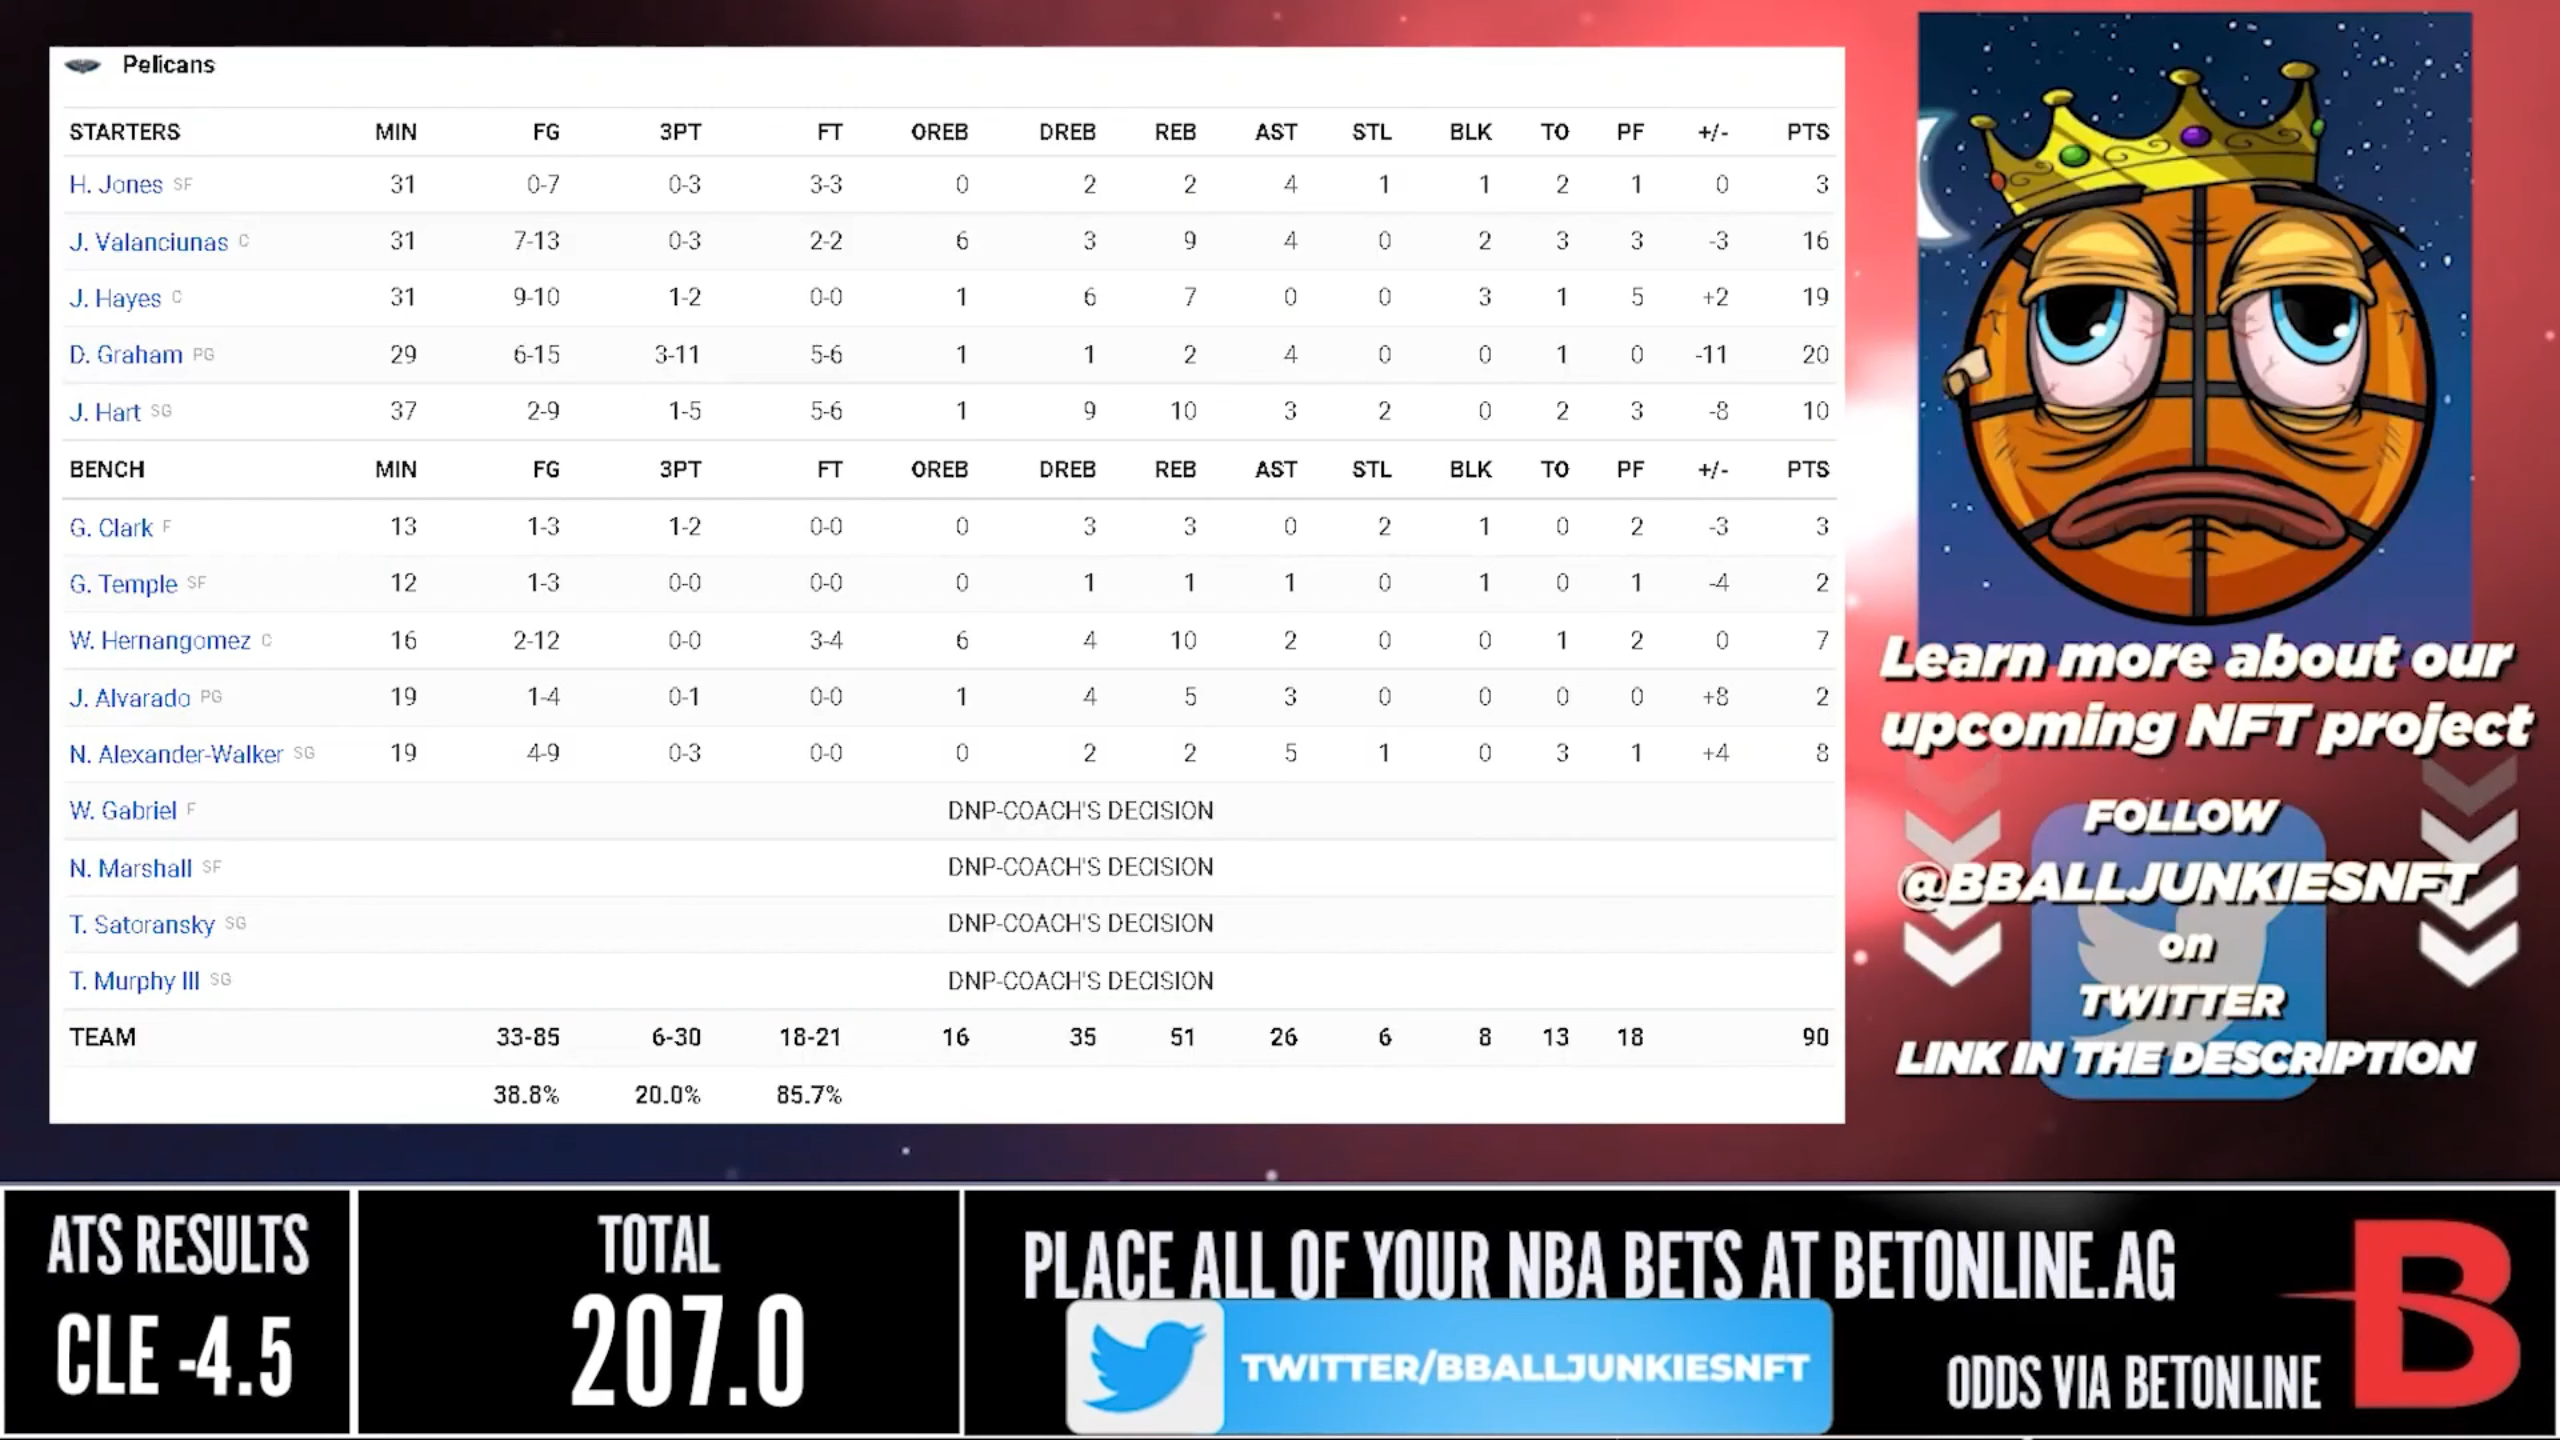 Pelicans
STARTERS MIN FG 3PT FT OREB DREB REB AST STL BLK TO PF +/- PTS
H. Jones SF 31 0-7 0-3 3-3 0 2 2 4 1 1 2 1 0 3
J. Valanciunas C 31 7-13 0-3 2-2 6 3 9 4 0 2 3 3 -3 16
J. Hayes C 31 9-10 1-2 0-0 1 6 7 0 0 3 1 5 +2 19
D. Graham PG 29 6-15 3-11 5-6 1 1 2 4 0 0 1 0 -11 20
J. Hart SG 37 2-9 1-5 5-6 1 9 10 3 2 0 2 3 -8 10
BENCH MIN FG 3PT FT OREB DREB REB AST STL BLK TO PF +/- PTS
G. Clark F 13 1-3 1-2 0-0 0 3 3 0 2 1 0 2 -3 3
G. Temple SF 12 1-3 0-0 0-0 0 1 1 1 0 1 0 1 -4 2
W. Hernangomez C 16 2-12 0-0 3-4 6 4 10 2 0 0 1 2 0 7
J. Alvarado PG 19 1-4 0-1 0-0 1 4 5 3 0 0 0 0 +8 2
N. Alexander-Walker SG 19 4-9 0-3 0-0 0 2 2 5 1 0 3 1 +4 8
W. Gabriel F DNP-COACH'S DECISION
N. Marshall SF DNP-COACH'S DECISION
T. Satoransky SG DNP-COACH'S DECISION
T. Murphy III SG DNP-COACH'S DECISION
TEAM 33-85 6-30 18-21 16 35 51 26 6 8 13 18 90
38.8% 20.0% 85.7%
Learn more about our
upcoming NFT project
FOLLOW
@BBALLJUNKIESNFT
on
TWITTER
LINK IN THE DESCRIPTION
ATS RESULTS
CLE -4.5
TOTAL
207.0
PLACE ALL OF YOUR NBA BETS AT BETONLINE.AG
TWITTER/BBALLJUNKIESNFT
ODDS VIA BETONLINE
B